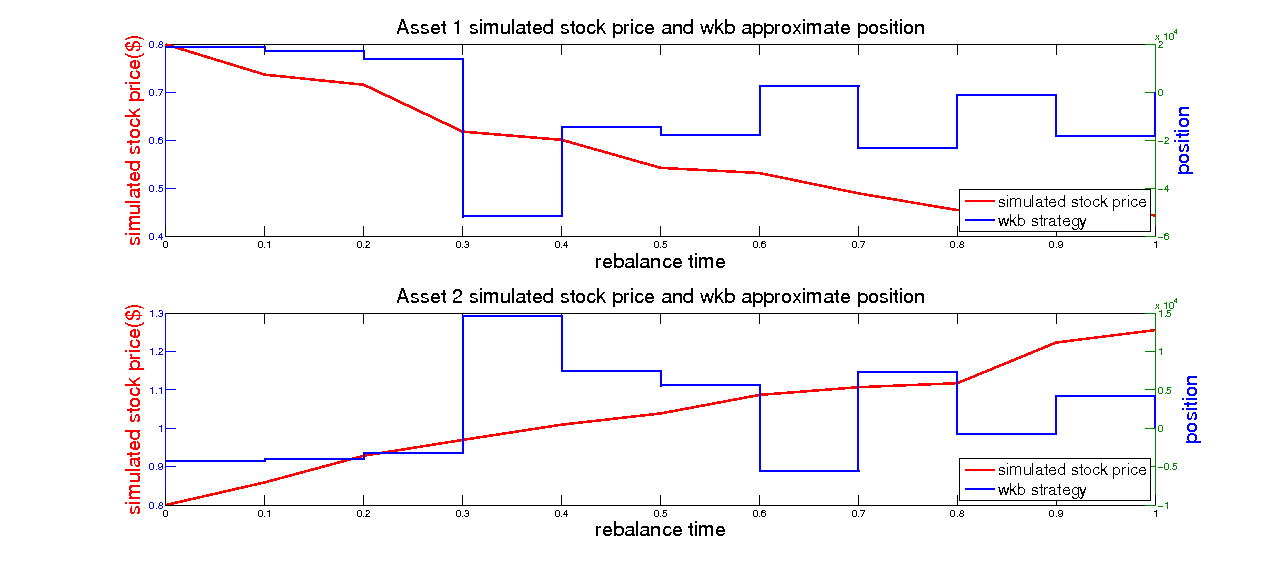 Asset 1 simulated stock price and wkb approximate position
x 10^4
simulated stock price($)
0.8
0.7
0.6
0.5
0.4
2
0
−2
−4
−6
position
simulated stock price
wkb strategy
0 0.1 0.2 0.3 0.4 0.5 0.6 0.7 0.8 0.9 1
rebalance time
Asset 2 simulated stock price and wkb approximate position
x 10^4
simulated stock price($)
1.3
1.2
1.1
1
0.9
0.8
1.5
1
0.5
0
−0.5
−1
position
simulated stock price
wkb strategy
0 0.1 0.2 0.3 0.4 0.5 0.6 0.7 0.8 0.9 1
rebalance time